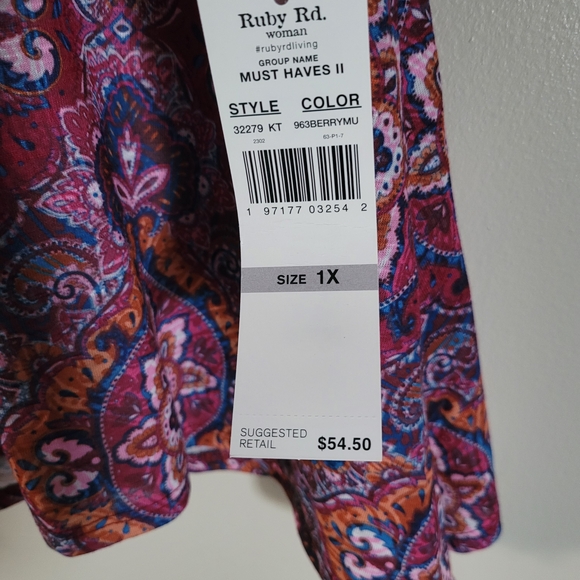 Ruby Rd.
woman
#rubyrdliving
GROUP NAME
MUST HAVES II
STYLE COLOR
32279 KT 963BERRYMU
2302 63-P1-7
1 97177 03254 2
SIZE 1X
SUGGESTED
RETAIL $54.50